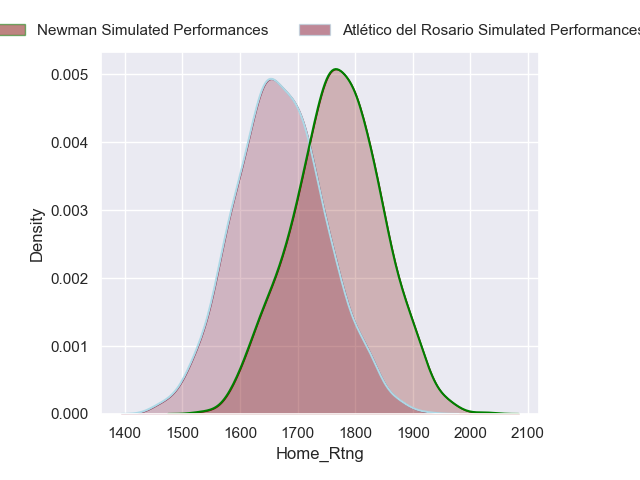 Newman Simulated Performances
Atlético del Rosario Simulated Performances
0.005
0.004
0.003
0.002
0.001
0.000
Density
1400 1500 1600 1700 1800 1900 2000 2100
Home_Rtng